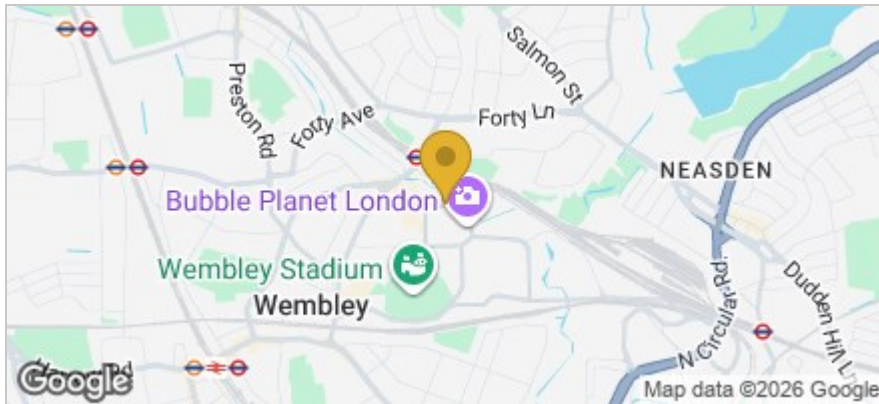 Salmon St
Preston Rd
Forty Ave
Forty Ln
NEASDEN
Bubble Planet London
Wembley Stadium
Wembley
N Circular Rd.
Dudden Hill L
Rd
Google
Map data ©2026 Google